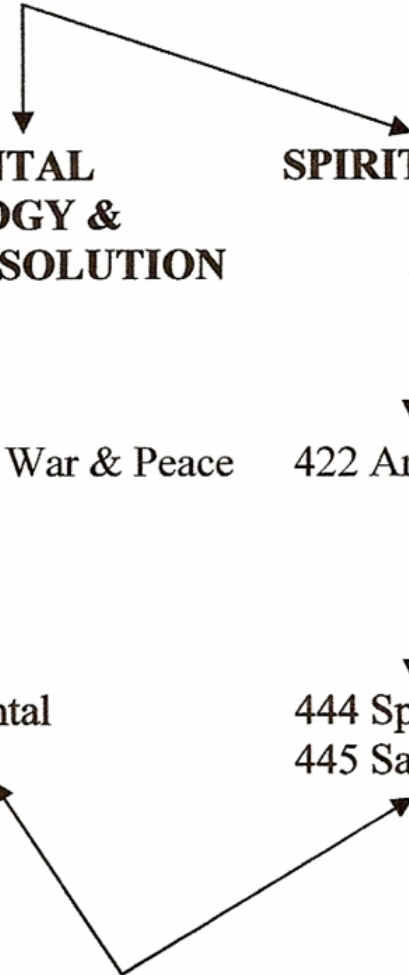 NTAL
OGY &
SOLUTION
SPIRIT
War & Peace
422 Ar
ntal
444 Sp
445 Sa